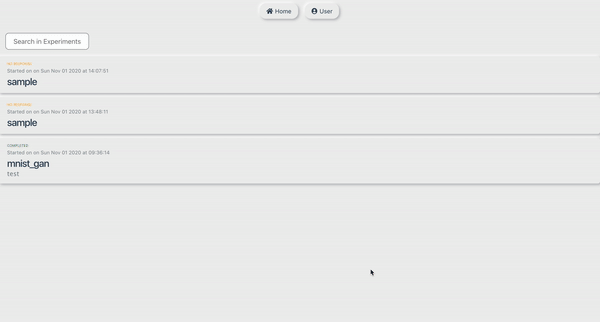 Home User
Search in Experiments
NO RESPONSE
Started on on Sun Nov 01 2020 at 14:07:51
sample
NO RESPONSE
Started on on Sun Nov 01 2020 at 13:48:11
sample
COMPLETED
Started on on Sun Nov 01 2020 at 09:36:14
mnist_gan
test